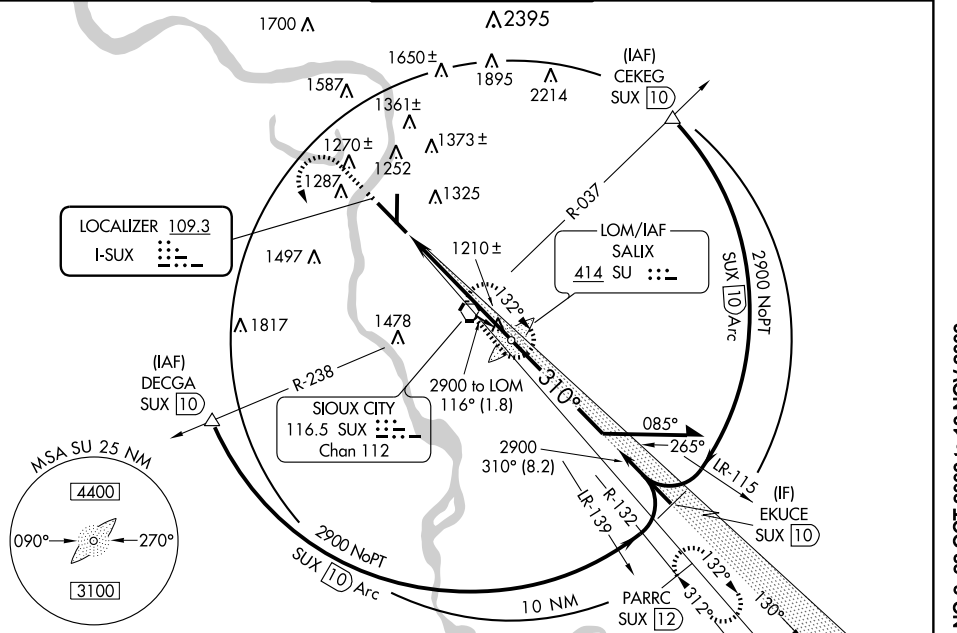 1700
2395
1650±
1895
2214
(IAF)
CEKEG
SUX 10
1587
1361±
1373±
1270±
1252
1287
1325
R-037
LOCALIZER 109.3
I-SUX
LOM/IAF
SALIX
414 SU
1210±
1497
132°
2900 NoPT
SUX 10 Arc
1817
1478
(IAF)
DECGA
SUX 10
R-238
2900 to LOM
116° (1.8)
310°
SIOUX CITY
116.5 SUX
Chan 112
085°
265°
2900
310° (8.2)
LR-115
MSA SU 25 NM
4400
090°
270°
3100
R-132
LR-139
(IF)
EKUCE
SUX 10
2900 NoPT
SUX 10 Arc
10 NM
PARRC
SUX 12
132°
312°
130°